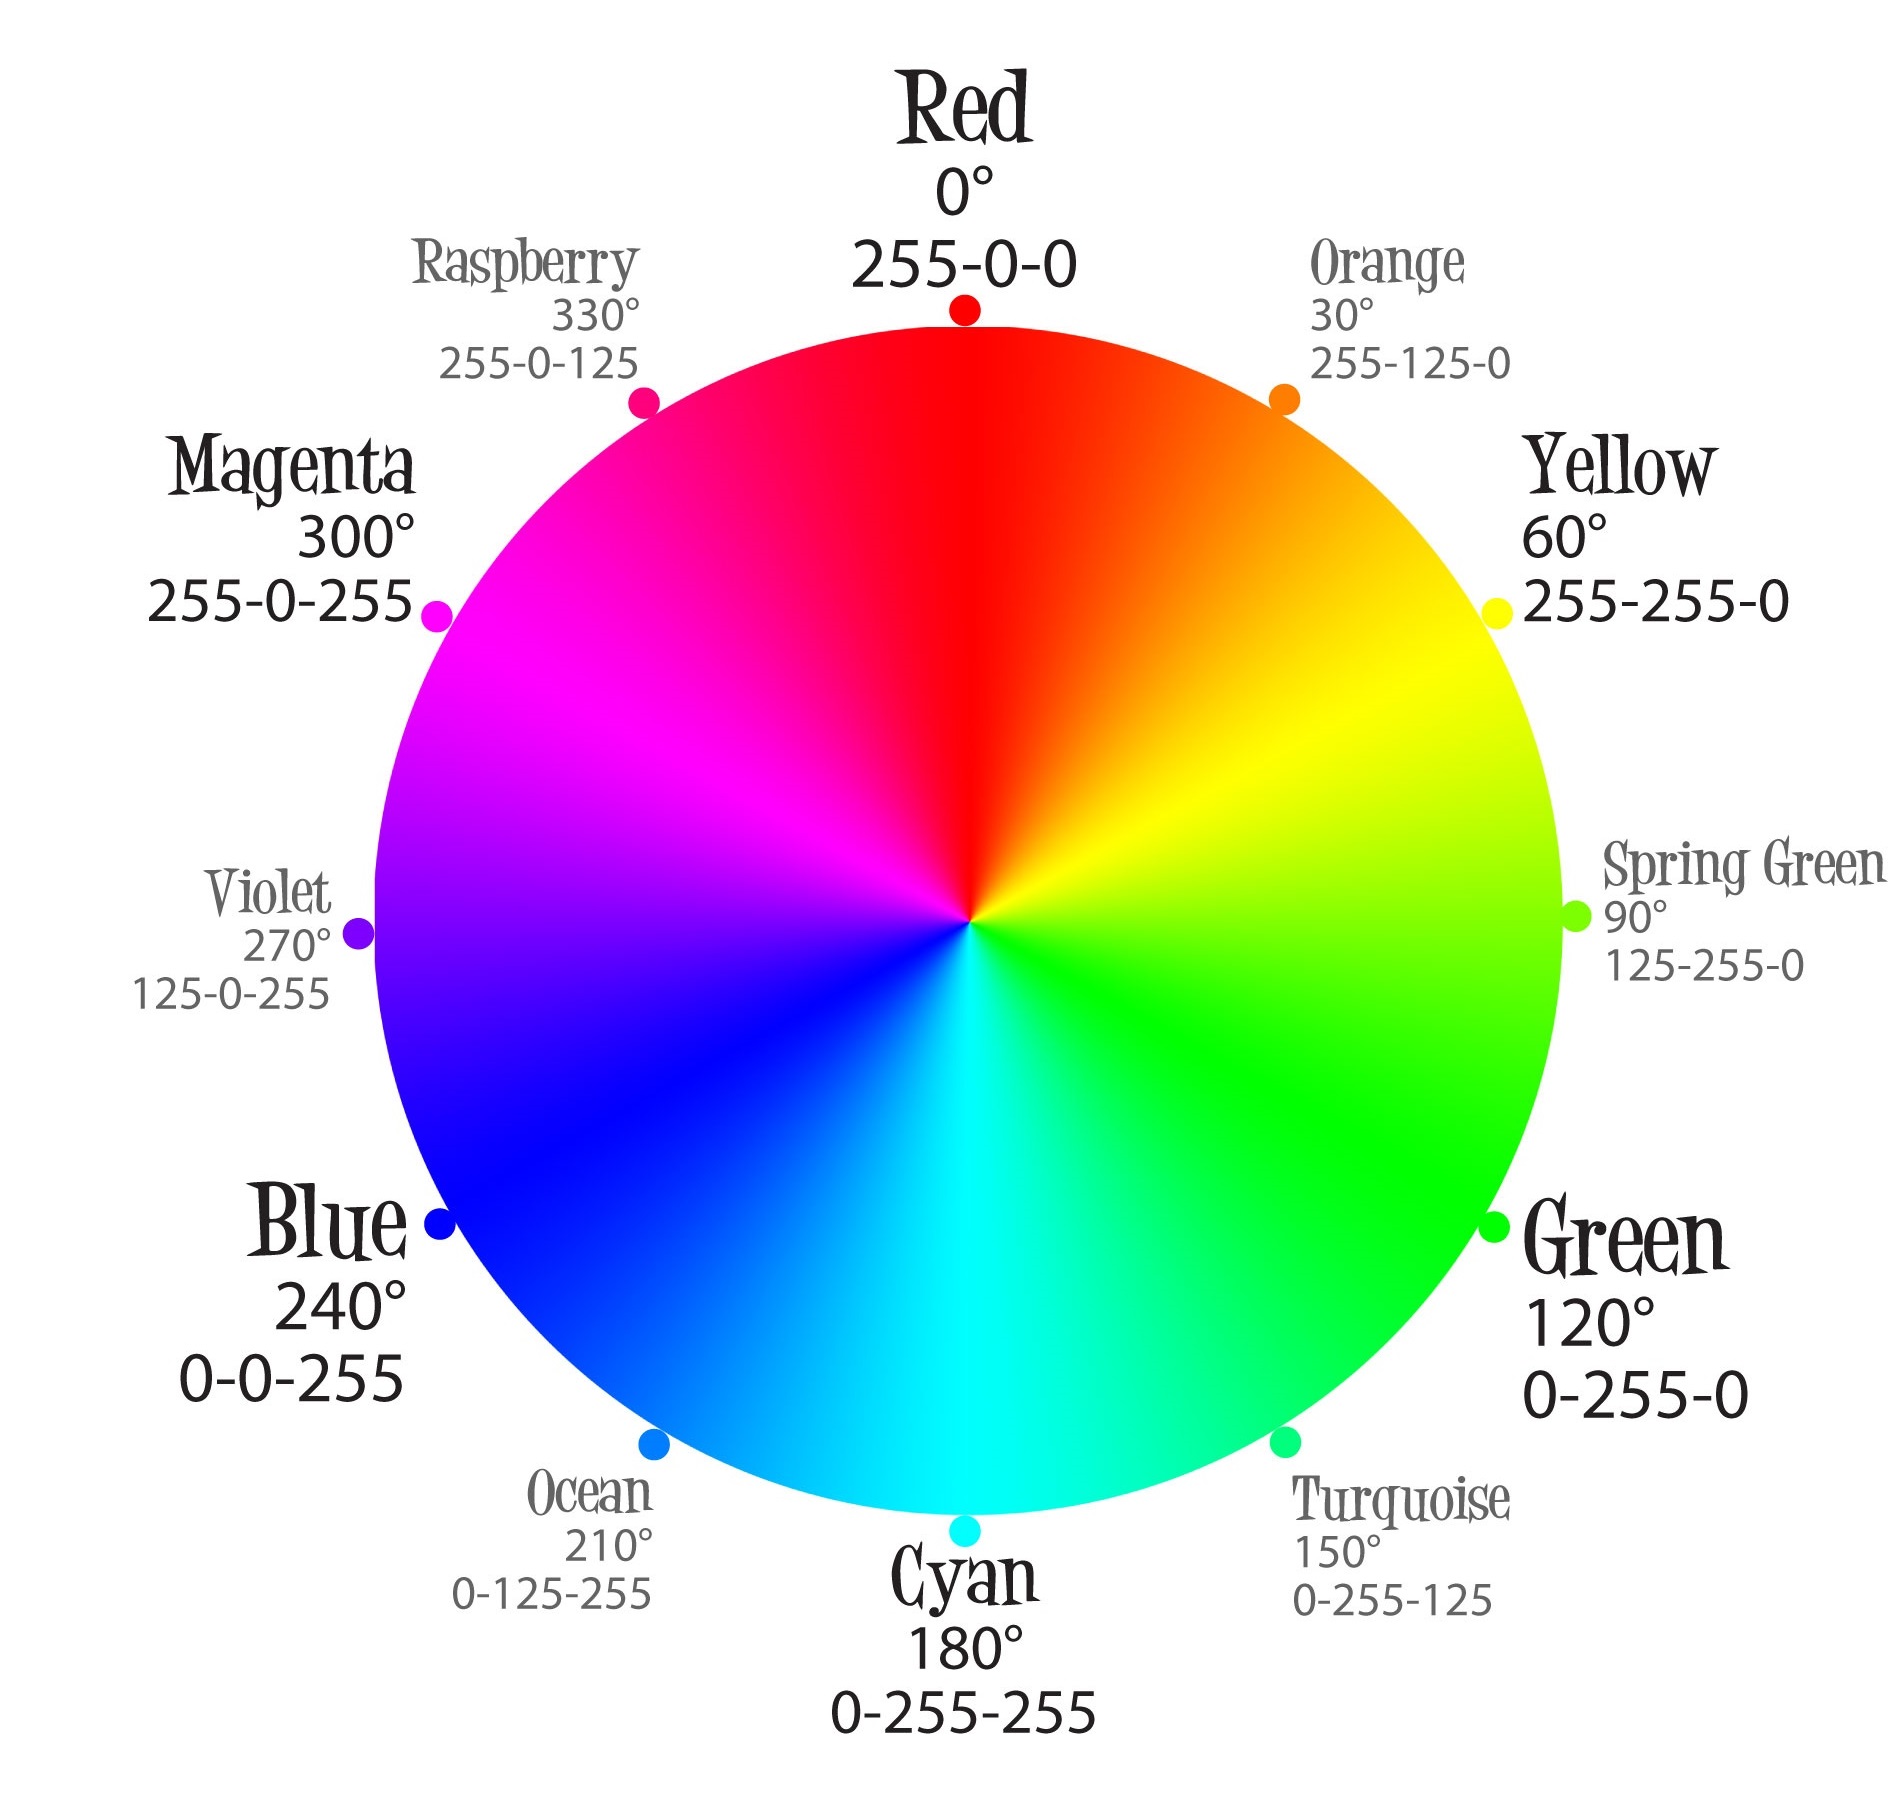 Red
0°
255-0-0
Orange
30°
255-125-0
Yellow
60°
255-255-0
Spring Green
90°
125-255-0
Green
120°
0-255-0
Turquoise
150°
0-255-125
Cyan
180°
0-255-255
Ocean
210°
0-125-255
Blue
240°
0-0-255
Violet
270°
125-0-255
Magenta
300°
255-0-255
Raspberry
330°
255-0-125